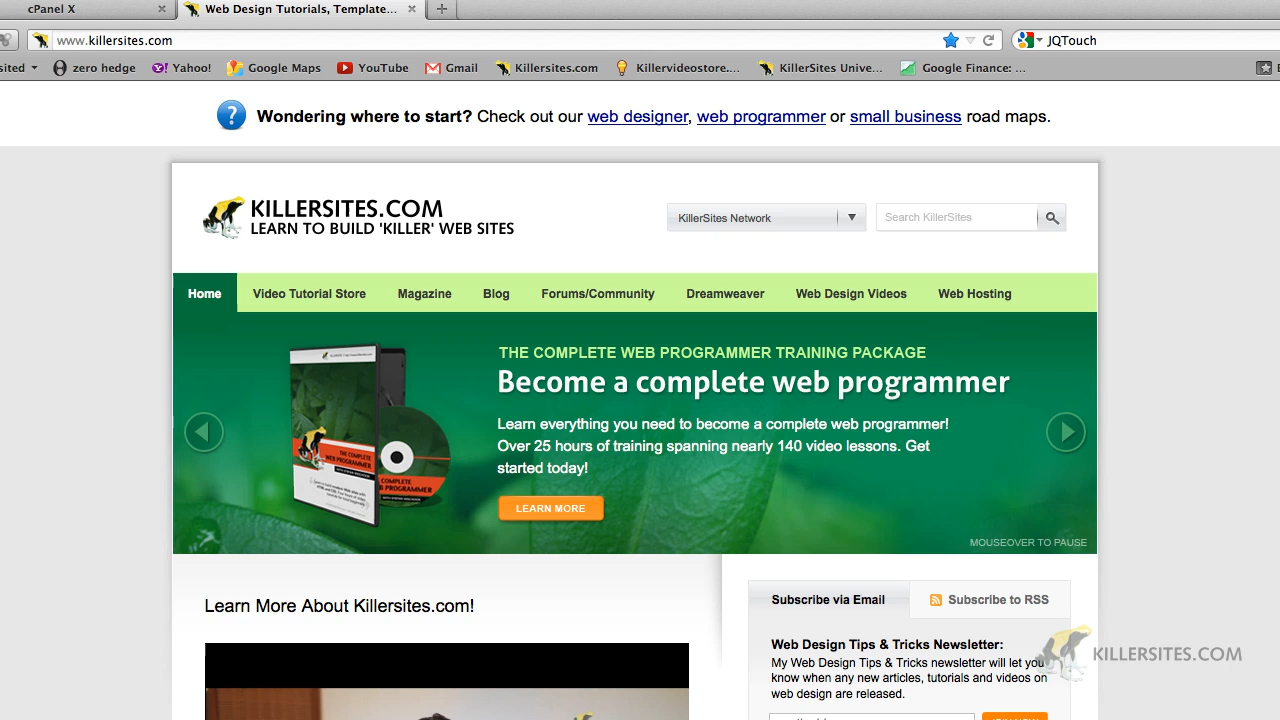 cPanel X
Web Design Tutorials, Template...
www.killersites.com
JQTouch
sited
zero hedge
Yahoo!
Google Maps
YouTube
Gmail
Killersites.com
Killervideostore....
KillerSites Unive...
Google Finance: ...
Wondering where to start? Check out our web designer, web programmer or small business road maps.
KILLERSITES.COM
LEARN TO BUILD 'KILLER' WEB SITES
KillerSites Network
Search KillerSites
Home
Video Tutorial Store
Magazine
Blog
Forums/Community
Dreamweaver
Web Design Videos
Web Hosting
THE COMPLETE WEB PROGRAMMER TRAINING PACKAGE
Become a complete web programmer
Learn everything you need to become a complete web programmer!
Over 25 hours of training spanning nearly 140 video lessons. Get
started today!
LEARN MORE
THE COMPLETE
WEB PROGRAMMER
COMPLETE
PROGRAMMER
MOUSEOVER TO PAUSE
Learn More About Killersites.com!
Subscribe via Email
Subscribe to RSS
Web Design Tips & Tricks Newsletter:
My Web Design Tips & Tricks newsletter will let you
know when any new articles, tutorials and videos on
web design are released.
KILLERSITES.COM